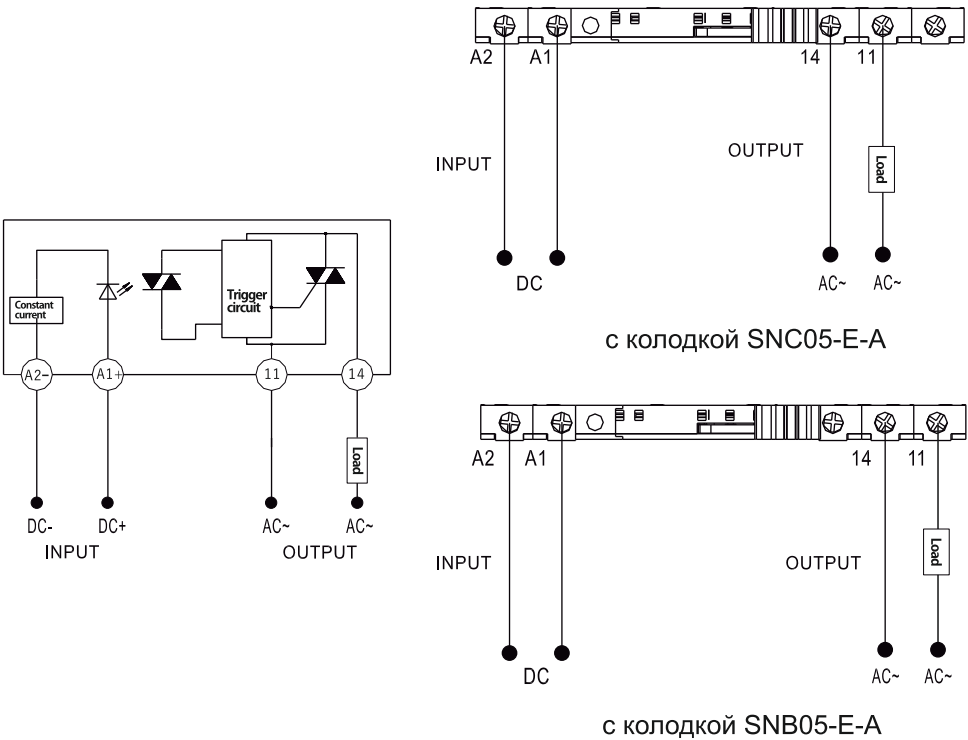 Constant
current
Trigger
circuit
A2-
A1+
11
14
Load
DC-
DC+
AC~
AC~
INPUT
OUTPUT
A2
A1
14
11
INPUT
OUTPUT
Load
DC
AC~
AC~
с колодкой SNC05-E-A
A2
A1
14
11
INPUT
OUTPUT
Load
DC
AC~
AC~
с колодкой SNB05-E-A